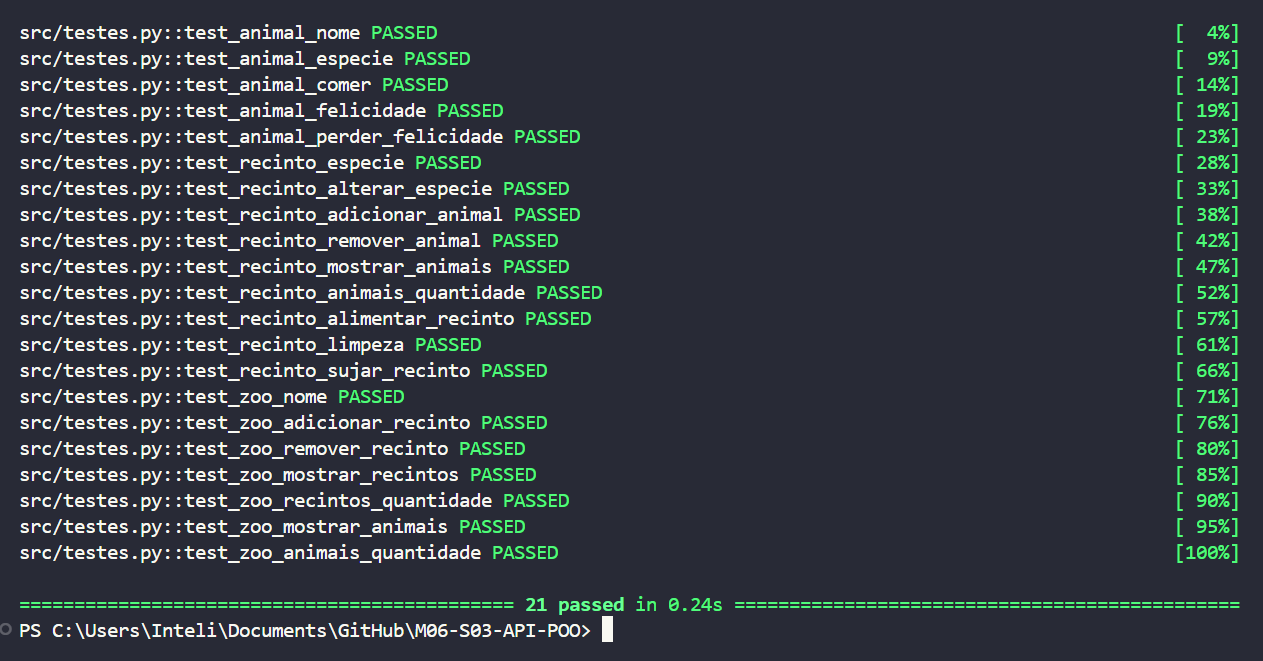 src/testes.py::test_animal_nome PASSED [  4%]
src/testes.py::test_animal_especie PASSED [  9%]
src/testes.py::test_animal_comer PASSED [ 14%]
src/testes.py::test_animal_felicidade PASSED [ 19%]
src/testes.py::test_animal_perder_felicidade PASSED [ 23%]
src/testes.py::test_recinto_especie PASSED [ 28%]
src/testes.py::test_recinto_alterar_especie PASSED [ 33%]
src/testes.py::test_recinto_adicionar_animal PASSED [ 38%]
src/testes.py::test_recinto_remover_animal PASSED [ 42%]
src/testes.py::test_recinto_mostrar_animais PASSED [ 47%]
src/testes.py::test_recinto_animais_quantidade PASSED [ 52%]
src/testes.py::test_recinto_alimentar_recinto PASSED [ 57%]
src/testes.py::test_recinto_limpeza PASSED [ 61%]
src/testes.py::test_recinto_sujar_recinto PASSED [ 66%]
src/testes.py::test_zoo_nome PASSED [ 71%]
src/testes.py::test_zoo_adicionar_recinto PASSED [ 76%]
src/testes.py::test_zoo_remover_recinto PASSED [ 80%]
src/testes.py::test_zoo_mostrar_recintos PASSED [ 85%]
src/testes.py::test_zoo_recintos_quantidade PASSED [ 90%]
src/testes.py::test_zoo_mostrar_animais PASSED [ 95%]
src/testes.py::test_zoo_animais_quantidade PASSED [100%]
============================================= 21 passed in 0.24s ==============================================
PS C:\Users\Inteli\Documents\GitHub\M06-S03-API-POO>